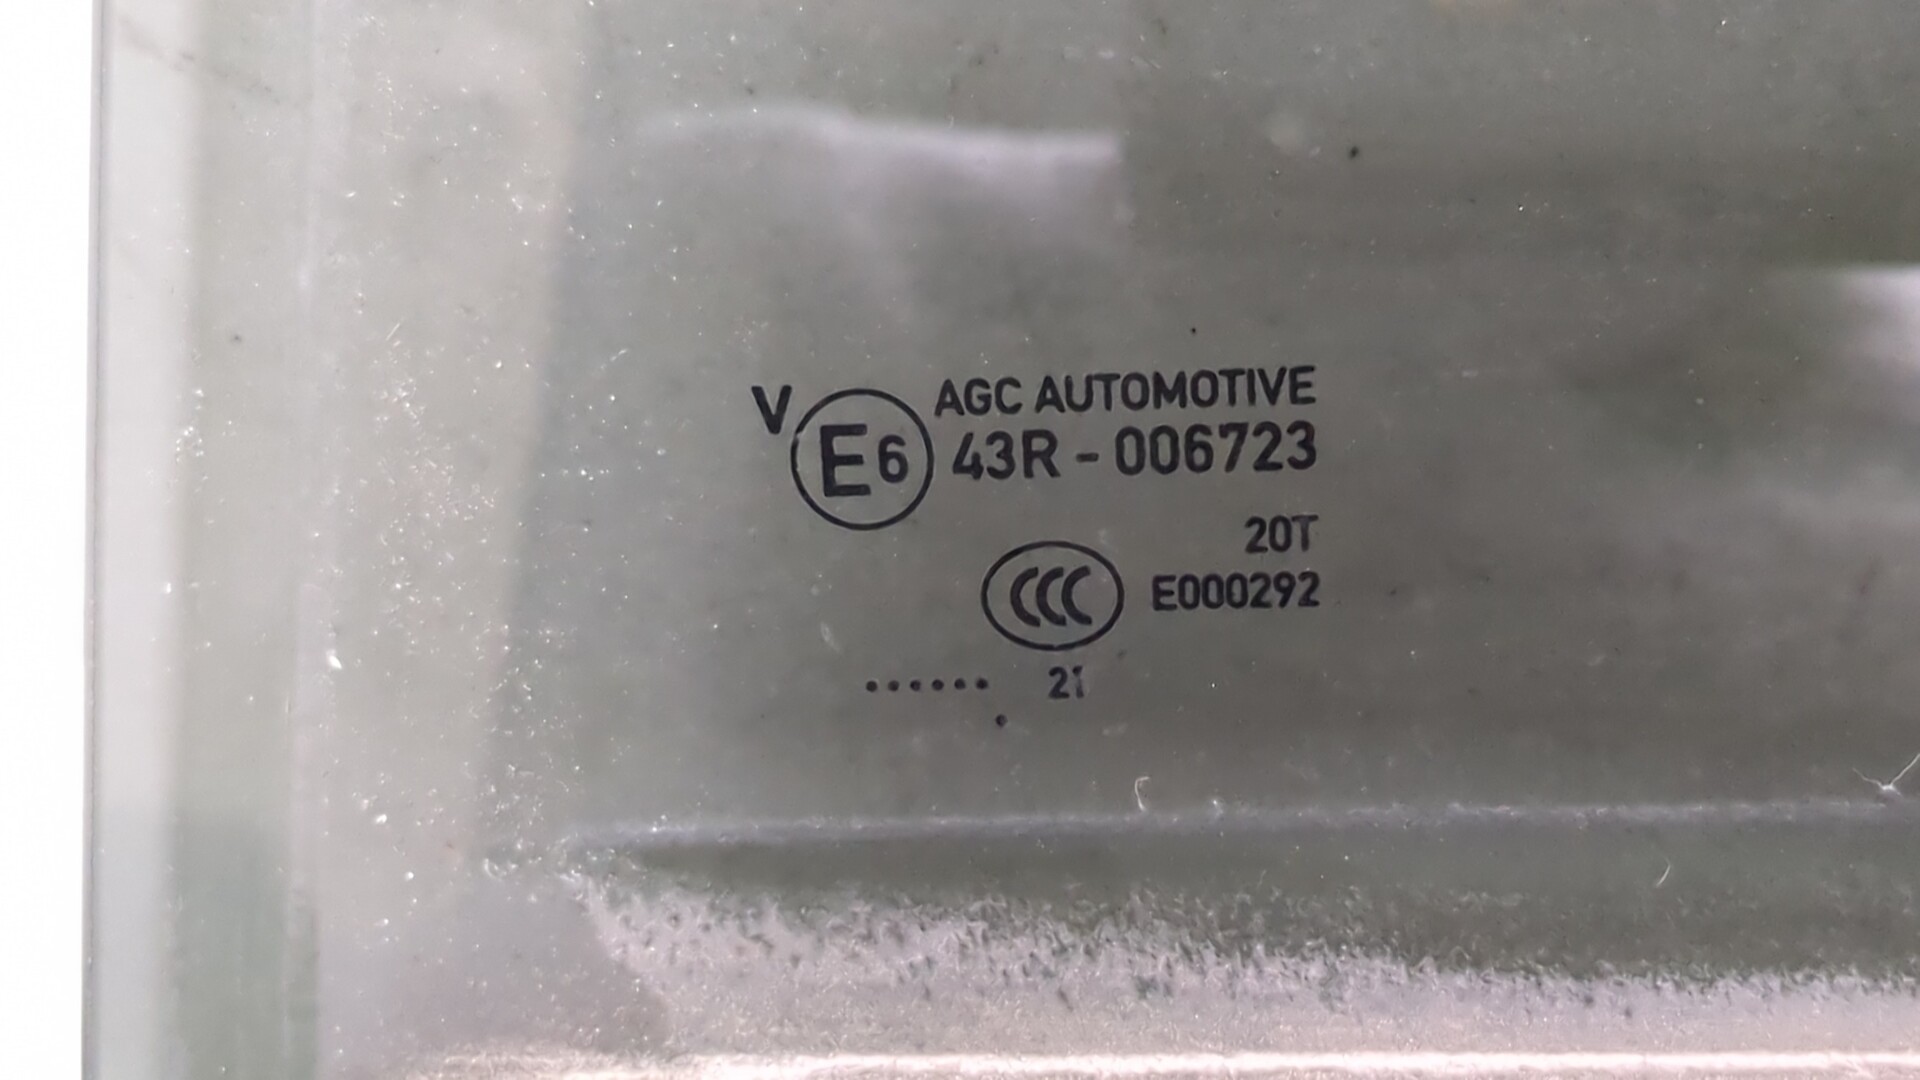 V E6 AGC AUTOMOTIVE
43R - 006723
20T
CCC E000292
...... 21
.